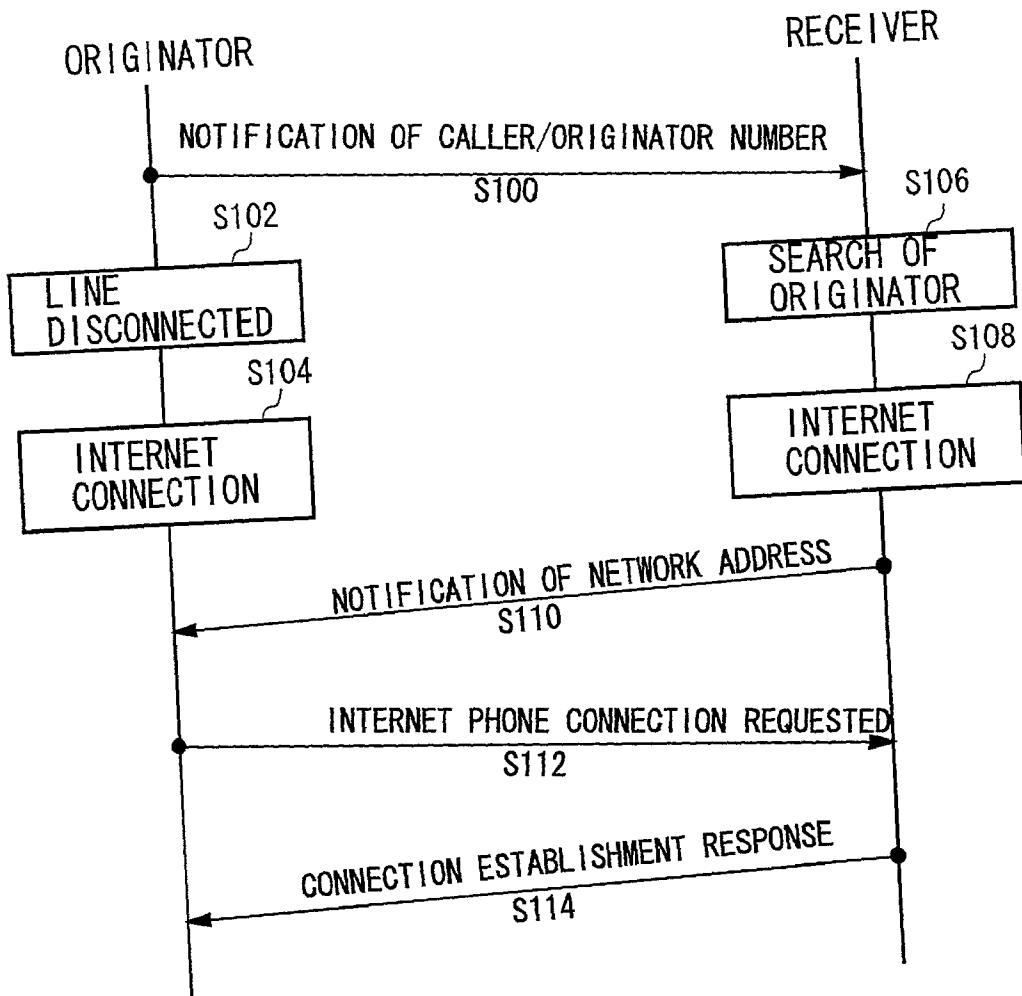 ORIGINATOR
RECEIVER
NOTIFICATION OF CALLER/ORIGINATOR NUMBER
S100
S102
LINE
DISCONNECTED
S106
SEARCH OF
ORIGINATOR
S104
INTERNET
CONNECTION
S108
INTERNET
CONNECTION
NOTIFICATION OF NETWORK ADDRESS
S110
INTERNET PHONE CONNECTION REQUESTED
S112
CONNECTION ESTABLISHMENT RESPONSE
S114